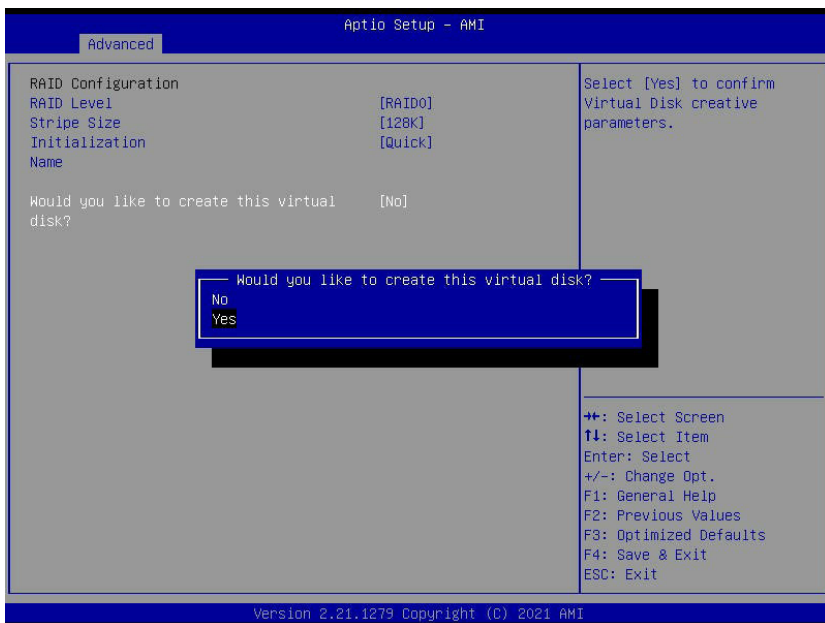 Aptio Setup - AMI
Advanced
RAID Configuration
RAID Level [RAID0]
Stripe Size [128K]
Initialization [Quick]
Name
Would you like to create this virtual [No]
disk?
Select [Yes] to confirm
Virtual Disk creative
parameters.
Would you like to create this virtual disk?
No
Yes
→←: Select Screen
↑↓: Select Item
Enter: Select
+/-: Change Opt.
F1: General Help
F2: Previous Values
F3: Optimized Defaults
F4: Save & Exit
ESC: Exit
Version 2.21.1279 Copyright (C) 2021 AMI